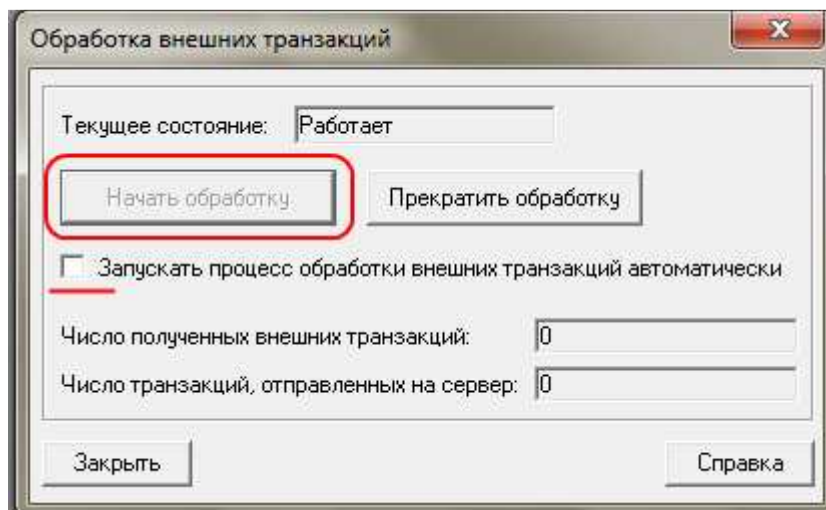 Обработка внешних транзакций
Текущее состояние: Работает
Начать обработку Прекратить обработку
Запускать процесс обработки внешних транзакций автоматически
Число полученных внешних транзакций: 0
Число транзакций, отправленных на сервер: 0
Закрыть Справка